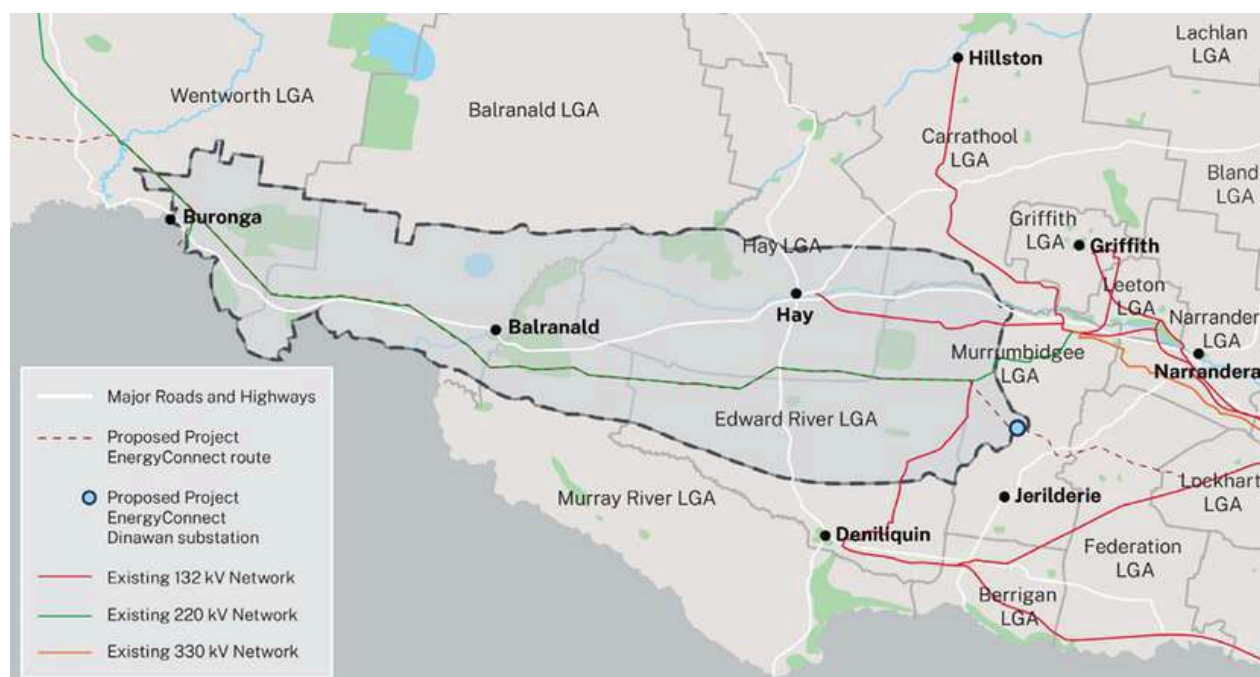 Lachlan
LGA
Hillston
Wentworth LGA
Balranald LGA
Carrathool
LGA
Bland
LGA
Buronga
Griffith
LGA
Griffith
Hay LGA
Leeton
LGA
Hay
Balranald
Narrandera
LGA
Murrumbidgee
LGA
Narrandera
Edward River LGA
Murray River LGA
Jerilderie
Lockhart
LGA
Deniliquin
Federation
LGA
Berrigan
LGA
Major Roads and Highways
Proposed Project
EnergyConnect route
Proposed Project
EnergyConnect
Dinawan substation
Existing 132 kV Network
Existing 220 kV Network
Existing 330 kV Network